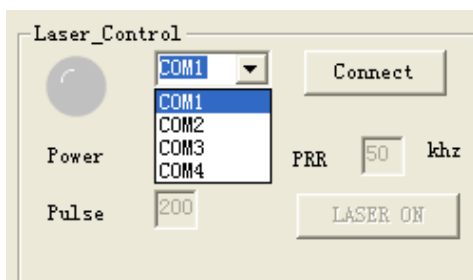 Laser_Control
COM1 Connect
COM1
COM2
COM3
COM4
Power PRR 50 khz
Pulse 200 LASER ON